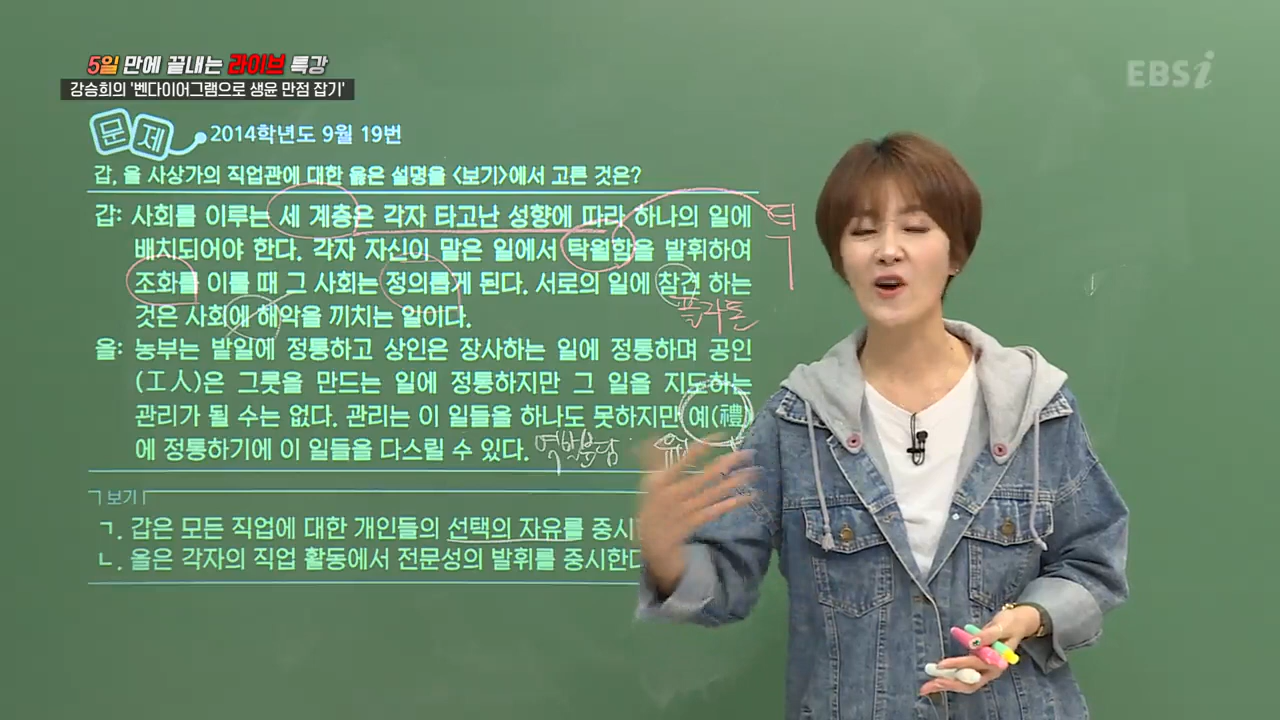 5일 만에 끝내는 라이브 특강
강승희의 '벤다이어그램으로 생윤 만점 잡기'
EBSi
문제 2014학년도 9월 19번
갑, 을 사상가의 직업관에 대한 옳은 설명을 <보기>에서 고른 것은?
갑: 사회를 이루는 세 계층은 각자 타고난 성향에 따라 하나의 일에
배치되어야 한다. 각자 자신이 맡은 일에서 탁월함을 발휘하여
조화를 이룰 때 그 사회는 정의롭게 된다. 서로의 일에 참견 하는
것은 사회에 해악을 끼치는 일이다.
플라톤
덕
을: 농부는 밭일에 정통하고 상인은 장사하는 일에 정통하며 공인
(工人)은 그릇을 만드는 일에 정통하지만 그 일을 지도하는
관리가 될 수는 없다. 관리는 이 일들을 하나도 못하지만 예(禮)
에 정통하기에 이 일들을 다스릴 수 있다. 역할분담
보기
ㄱ. 갑은 모든 직업에 대한 개인들의 선택의 자유를 중시
ㄴ. 을은 각자의 직업 활동에서 전문성의 발휘를 중시한